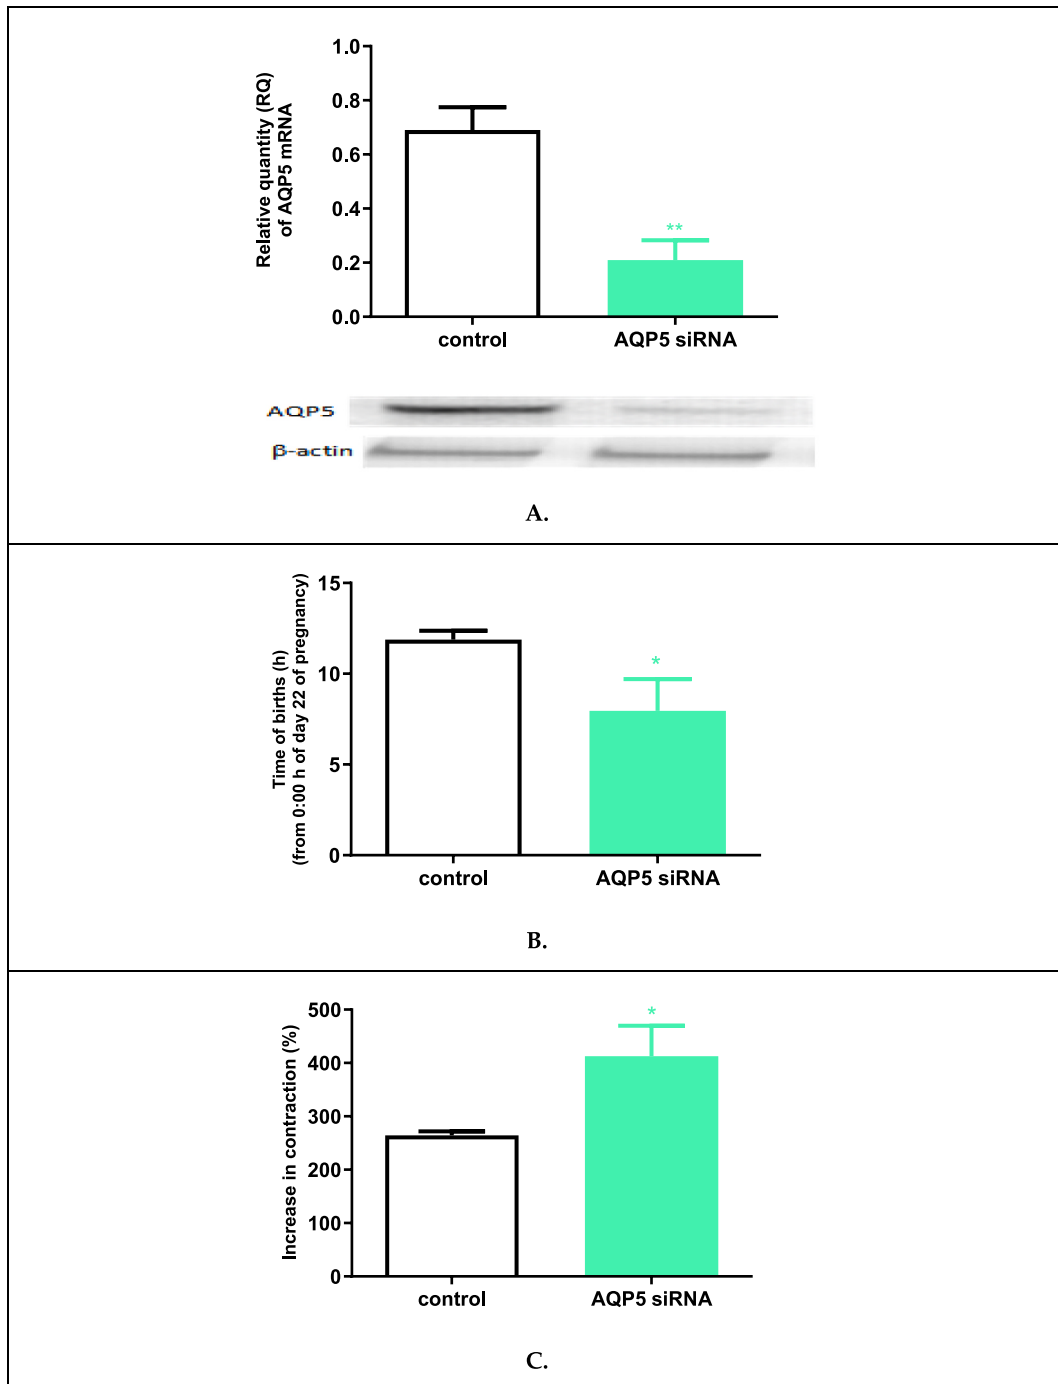 Relative quantity (RQ)
of AQP5 mRNA
1.0
0.8
0.6
0.4
0.2
0.0
**
control
AQP5 siRNA
AQP5
β-actin
A.
Time of births (h)
(from 0:00 h of day 22 of pregnancy)
15
10
5
0
*
control
AQP5 siRNA
B.
Increase in contraction (%)
500
400
300
200
100
0
*
control
AQP5 siRNA
C.